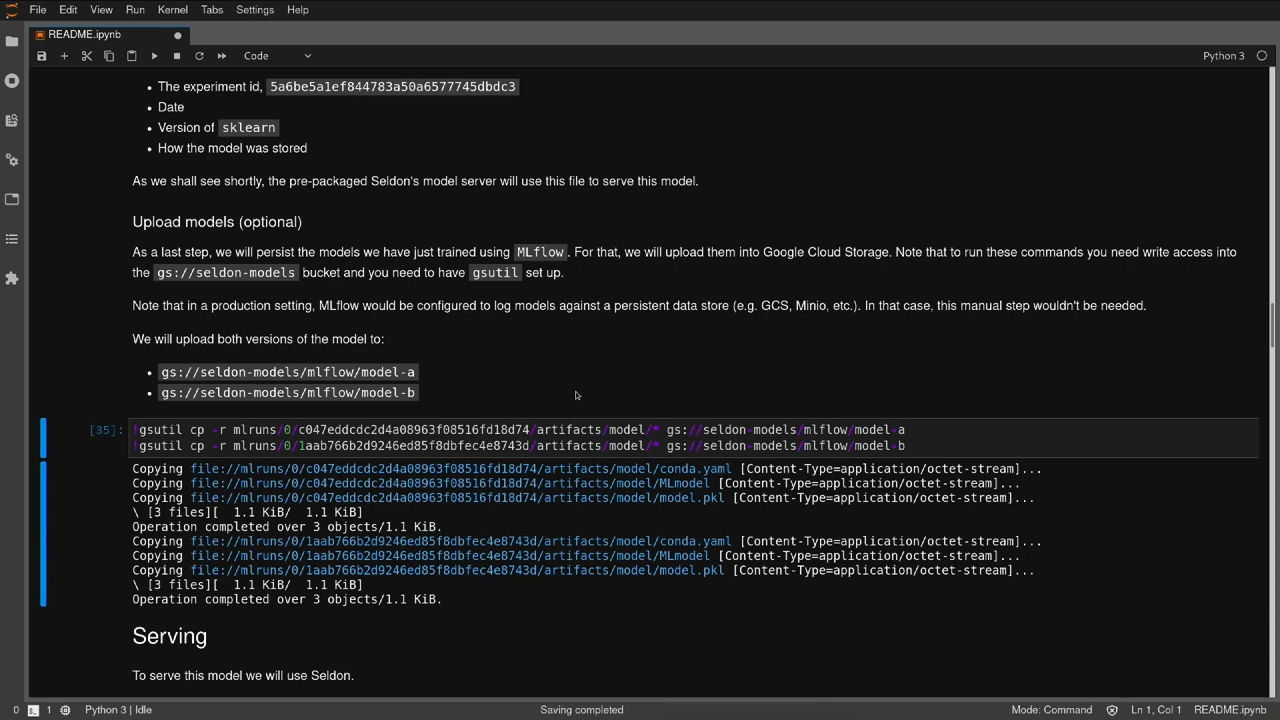 File Edit View Run Kernel Tabs Settings Help
README.ipynb
Code
Python 3
• The experiment id, 5a6be5a1ef844783a50a6577745dbdc3
• Date
• Version of sklearn
• How the model was stored
As we shall see shortly, the pre-packaged Seldon's model server will use this file to serve this model.
Upload models (optional)
As a last step, we will persist the models we have just trained using MLflow. For that, we will upload them into Google Cloud Storage. Note that to run these commands you need write access into
the gs://seldon-models bucket and you need to have gsutil set up.
Note that in a production setting, MLflow would be configured to log models against a persistent data store (e.g. GCS, Minio, etc.). In that case, this manual step wouldn't be needed.
We will upload both versions of the model to:
• gs://seldon-models/mlflow/model-a
• gs://seldon-models/mlflow/model-b
[35]: !gsutil cp -r mlruns/0/c047eddcdc2d4a08963f08516fd18d74/artifacts/model/* gs://seldon-models/mlflow/model-a
!gsutil cp -r mlruns/0/1aab766b2d9246ed85f8dbfec4e8743d/artifacts/model/* gs://seldon-models/mlflow/model-b
Copying file://mlruns/0/c047eddcdc2d4a08963f08516fd18d74/artifacts/model/conda.yaml [Content-Type=application/octet-stream]...
Copying file://mlruns/0/c047eddcdc2d4a08963f08516fd18d74/artifacts/model/MLmodel [Content-Type=application/octet-stream]...
Copying file://mlruns/0/c047eddcdc2d4a08963f08516fd18d74/artifacts/model/model.pkl [Content-Type=application/octet-stream]...
\ [3 files][  1.1 KiB/  1.1 KiB]
Operation completed over 3 objects/1.1 KiB.
Copying file://mlruns/0/1aab766b2d9246ed85f8dbfec4e8743d/artifacts/model/conda.yaml [Content-Type=application/octet-stream]...
Copying file://mlruns/0/1aab766b2d9246ed85f8dbfec4e8743d/artifacts/model/MLmodel [Content-Type=application/octet-stream]...
Copying file://mlruns/0/1aab766b2d9246ed85f8dbfec4e8743d/artifacts/model/model.pkl [Content-Type=application/octet-stream]...
\ [3 files][  1.1 KiB/  1.1 KiB]
Operation completed over 3 objects/1.1 KiB.
Serving
To serve this model we will use Seldon.
0 1 Python 3 | Idle Saving completed Mode: Command Ln 1, Col 1 README.ipynb